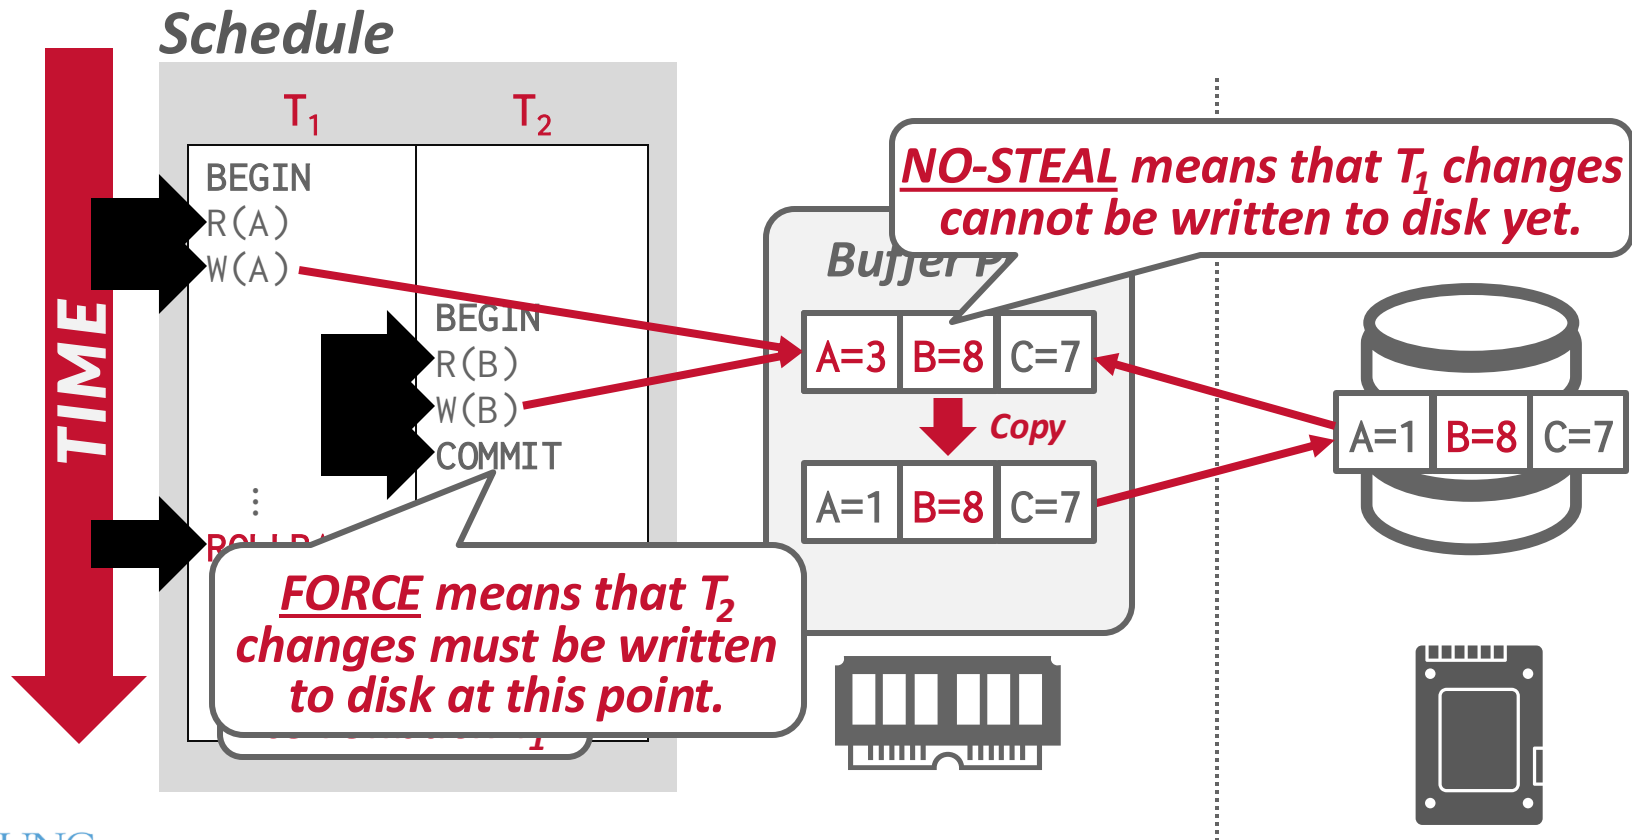 Schedule
T1
T2
BEGIN
R(A)
W(A)
BEGIN
R(B)
W(B)
COMMIT
⋮
TIME
FORCE means that T2
changes must be written
to disk at this point.
NO-STEAL means that T1 changes
cannot be written to disk yet.
Buffer P
A=3 B=8 C=7
Copy
A=1 B=8 C=7
A=1 B=8 C=7